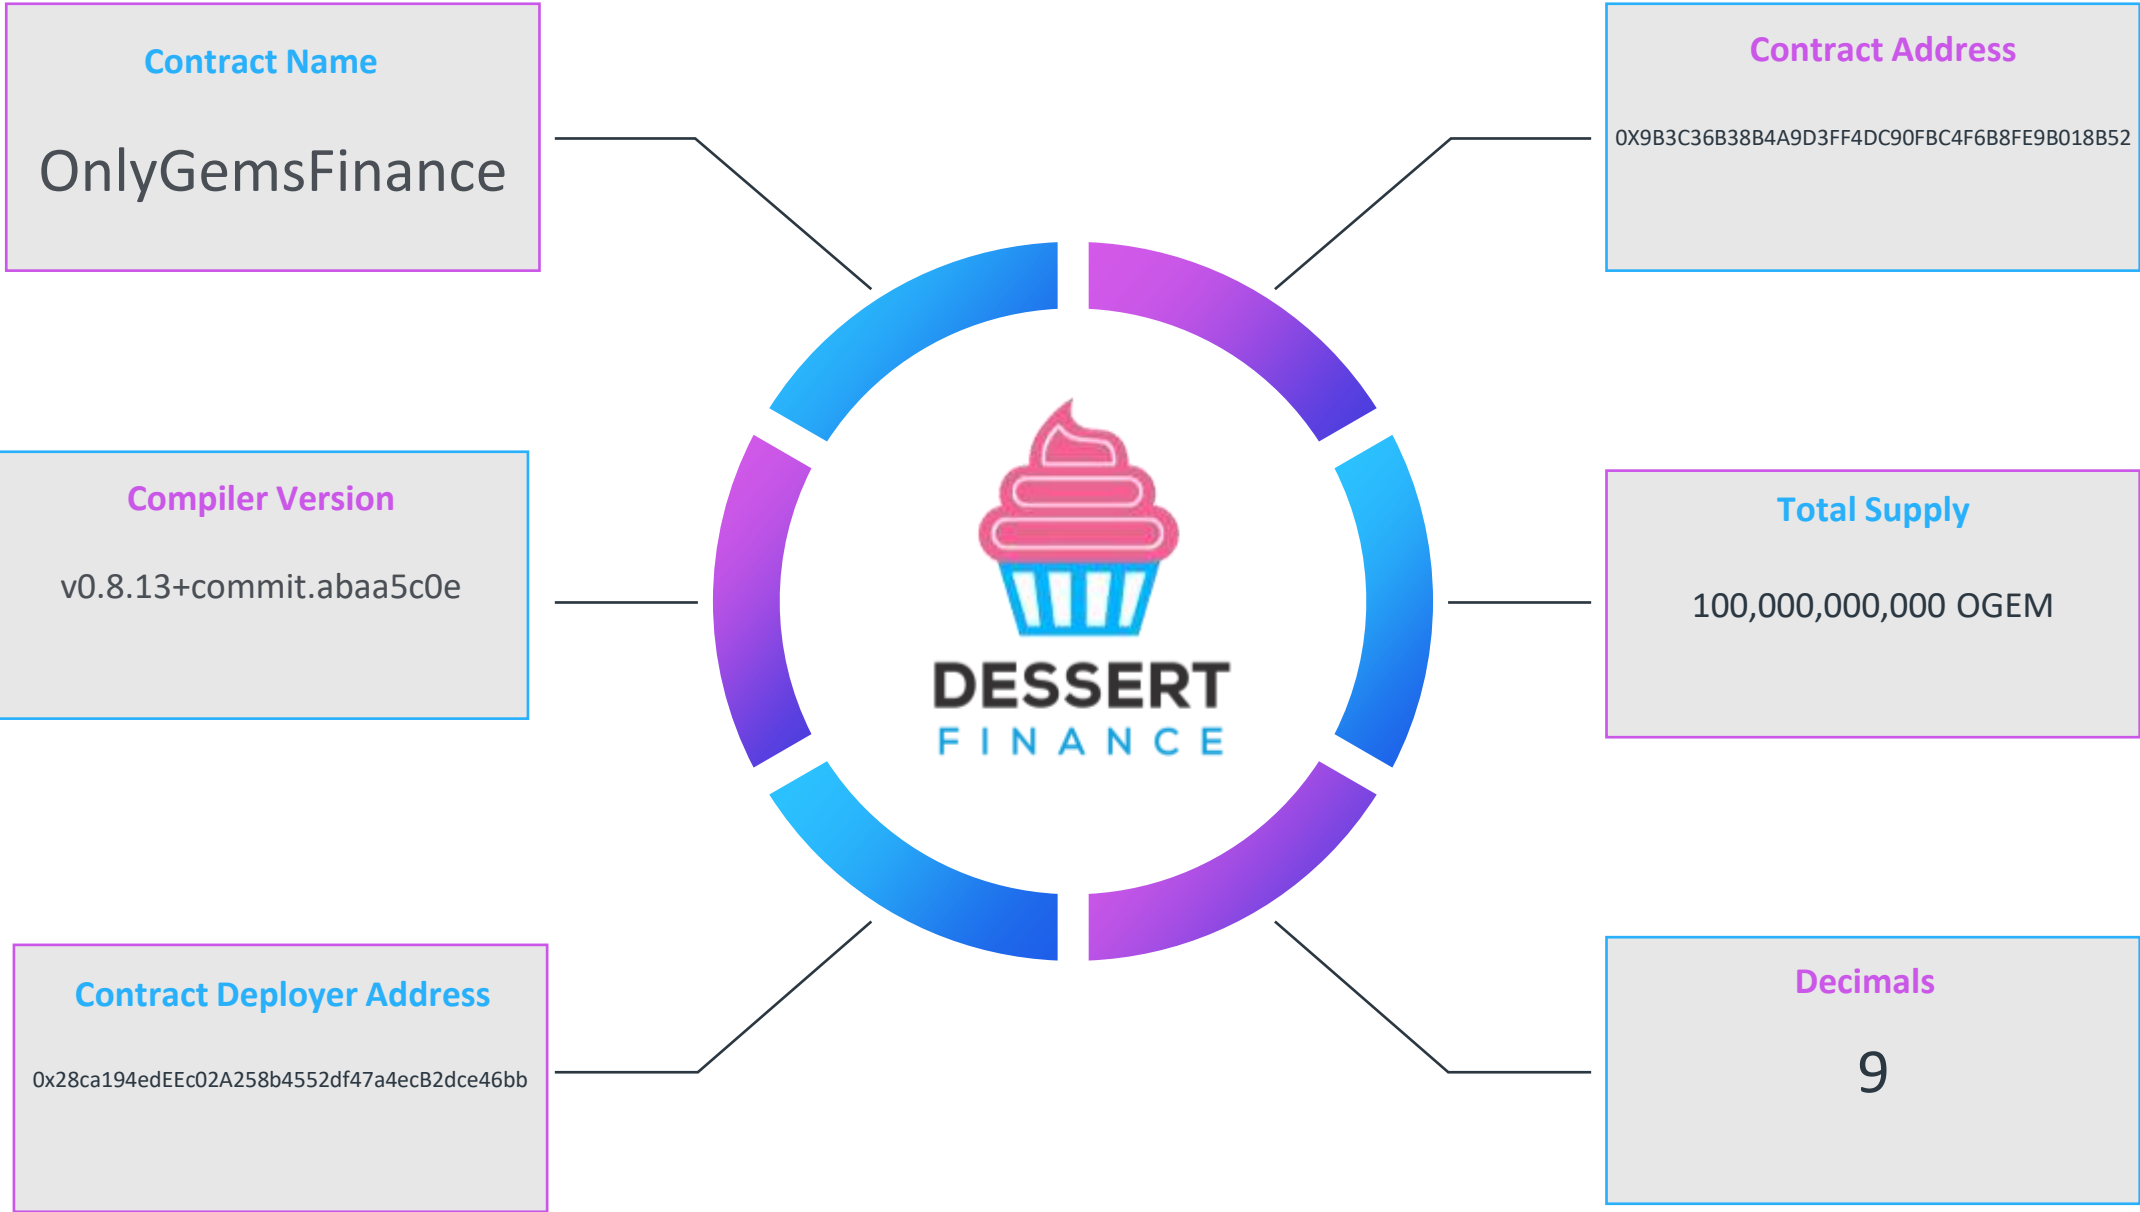 Contract Name
OnlyGemsFinance
Contract Address
0X9B3C36B38B4A9D3FF4DC90FBC4F6B8FE9B018B52
Compiler Version
v0.8.13+commit.abaa5c0e
DESSERT
FINANCE
Total Supply
100,000,000,000 OGEM
Contract Deployer Address
0x28ca194edEEc02A258b4552df47a4ecB2dce46bb
Decimals
9